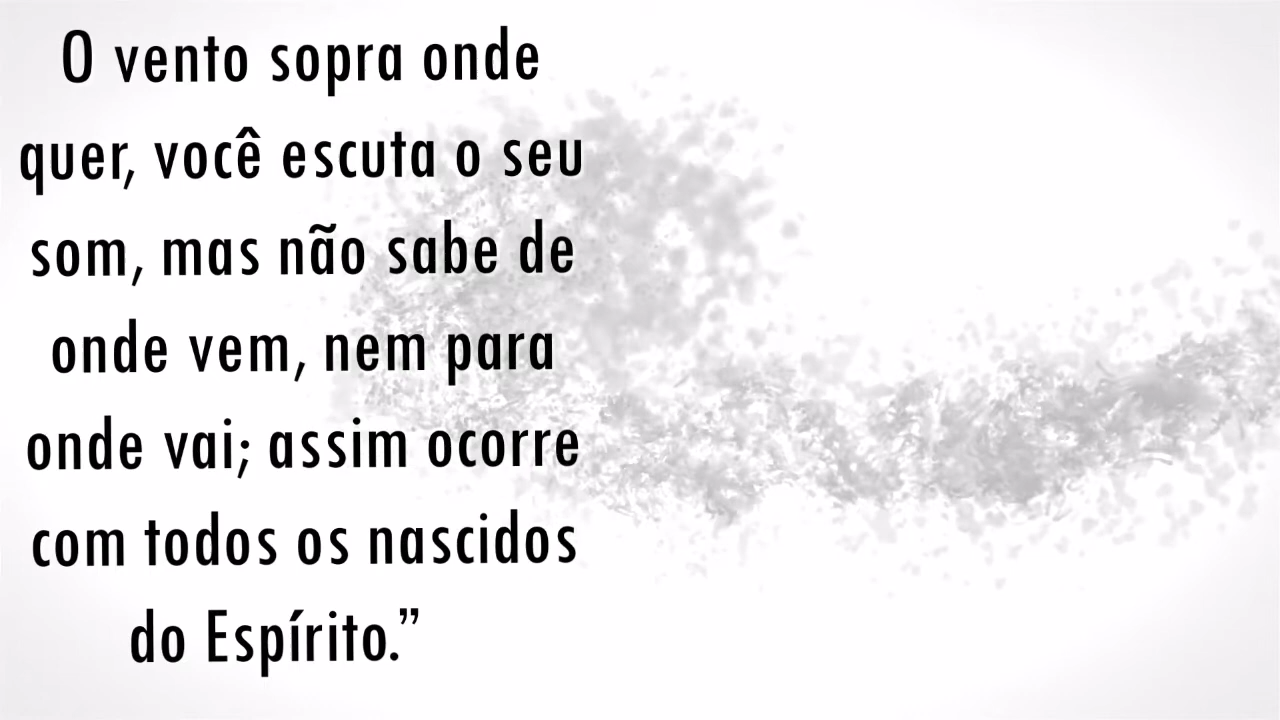 O vento sopra onde
quer, você escuta o seu
som, mas não sabe de
onde vem, nem para
onde vai; assim ocorre
com todos os nascidos
do Espírito.”